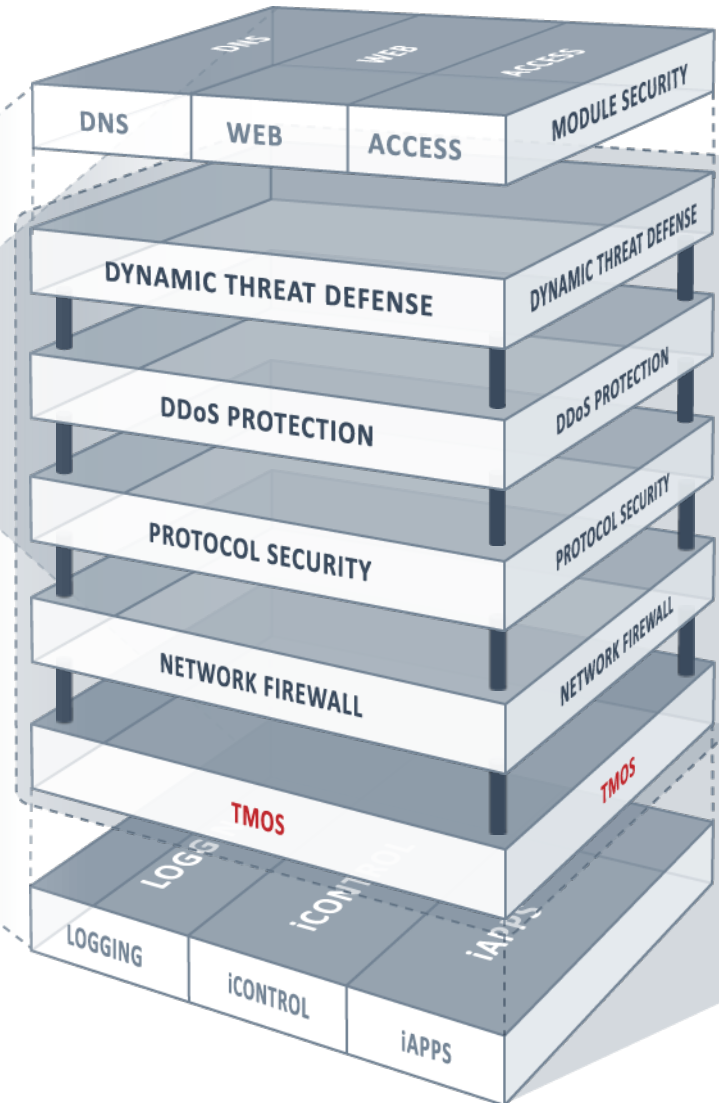 DNS
WEB
ACCESS
DNS
WEB
ACCESS
MODULE SECURITY
DYNAMIC THREAT DEFENSE
DYNAMIC THREAT DEFENSE
DDoS PROTECTION
DDoS PROTECTION
PROTOCOL SECURITY
PROTOCOL SECURITY
NETWORK FIREWALL
NETWORK FIREWALL
TMOS
TMOS
LOGGING
iCONTROL
iAPPS
LOGGING
iCONTROL
iAPPS